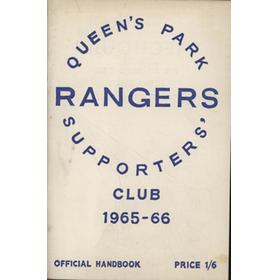 QUEEN'S PARK
RANGERS
SUPPORTERS'
CLUB
1965-66
OFFICIAL HANDBOOK PRICE 1/6